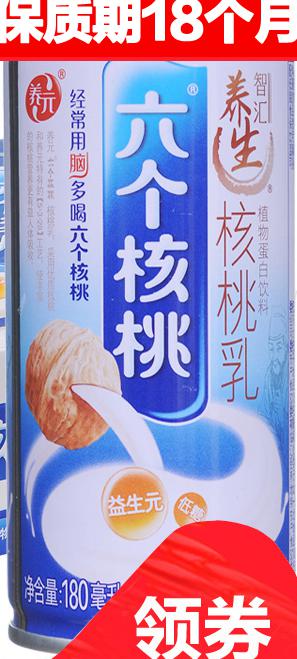 保质期18个月
养元®
智汇
养生®
六个核桃®
经常用脑 多喝六个核桃
核桃乳
植物蛋白饮料
益生元
低糖
净含量:180毫升
领券